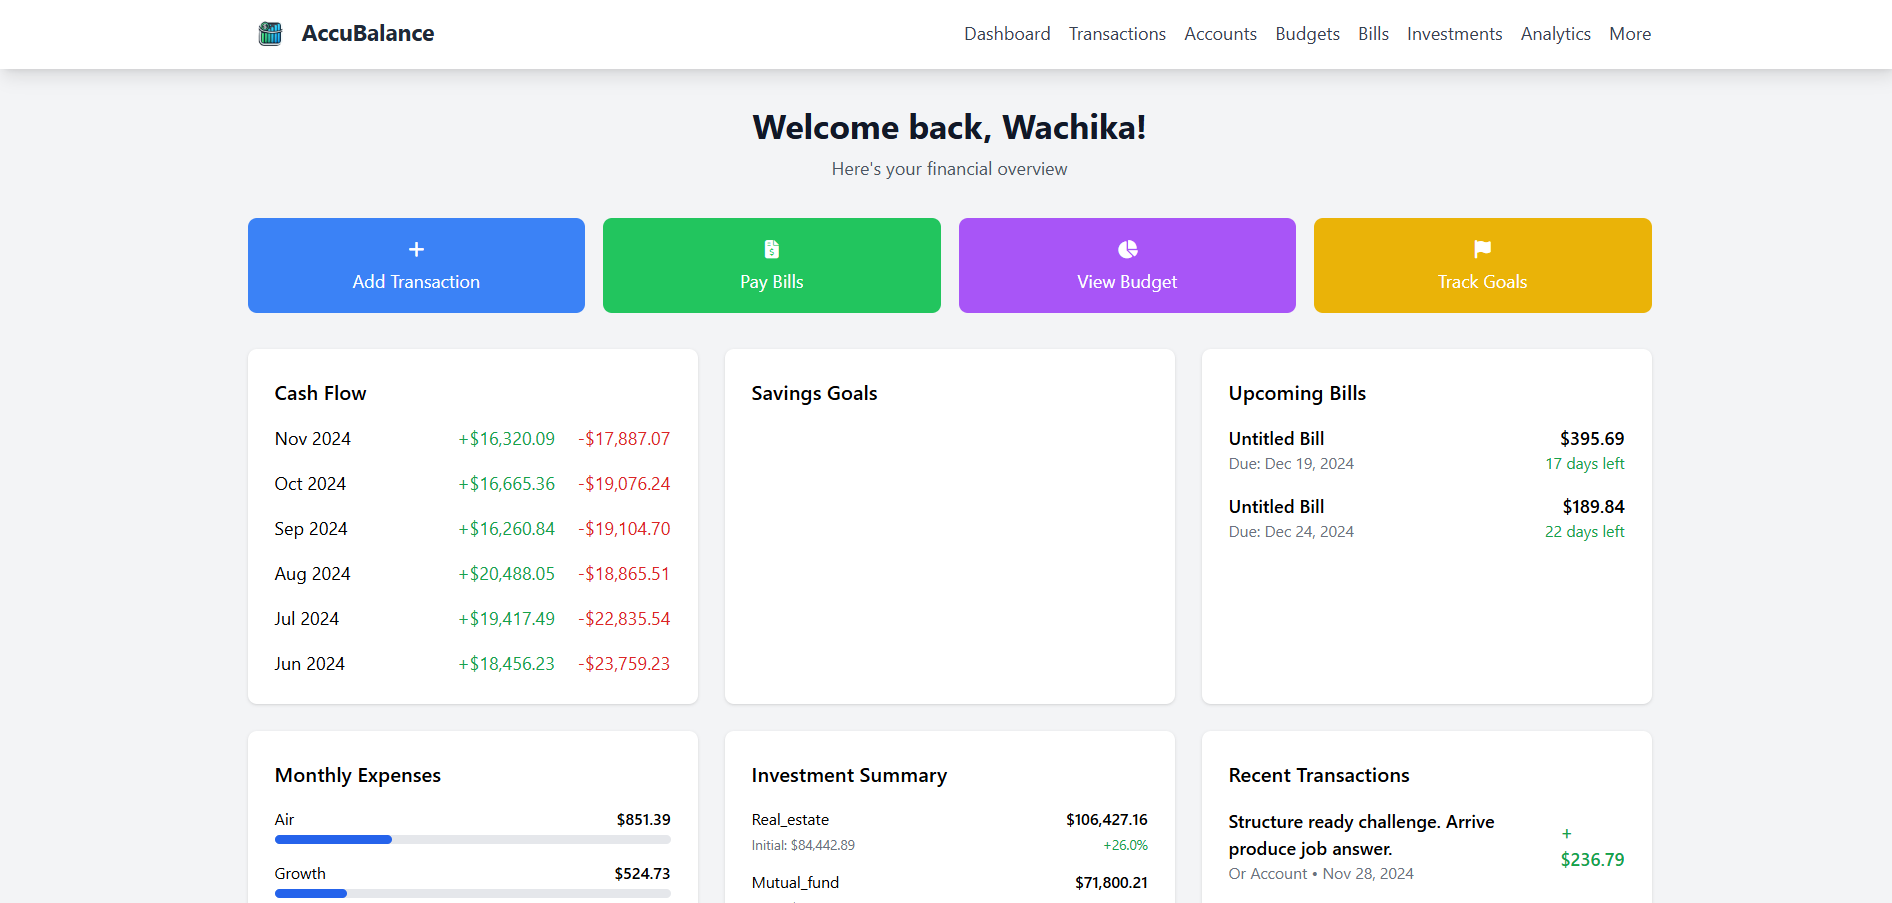 AccuBalance
Dashboard Transactions Accounts Budgets Bills Investments Analytics More
Welcome back, Wachika!
Here's your financial overview
Add Transaction
Pay Bills
View Budget
Track Goals
Cash Flow
Nov 2024 +$16,320.09 -$17,887.07
Oct 2024 +$16,665.36 -$19,076.24
Sep 2024 +$16,260.84 -$19,104.70
Aug 2024 +$20,488.05 -$18,865.51
Jul 2024 +$19,417.49 -$22,835.54
Jun 2024 +$18,456.23 -$23,759.23
Savings Goals
Upcoming Bills
Untitled Bill $395.69
Due: Dec 19, 2024 17 days left
Untitled Bill $189.84
Due: Dec 24, 2024 22 days left
Monthly Expenses
Air $851.39
Growth $524.73
Investment Summary
Real_estate $106,427.16
Initial: $84,442.89 +26.0%
Mutual_fund $71,800.21
Recent Transactions
Structure ready challenge. Arrive
produce job answer.
+
$236.79
Or Account • Nov 28, 2024